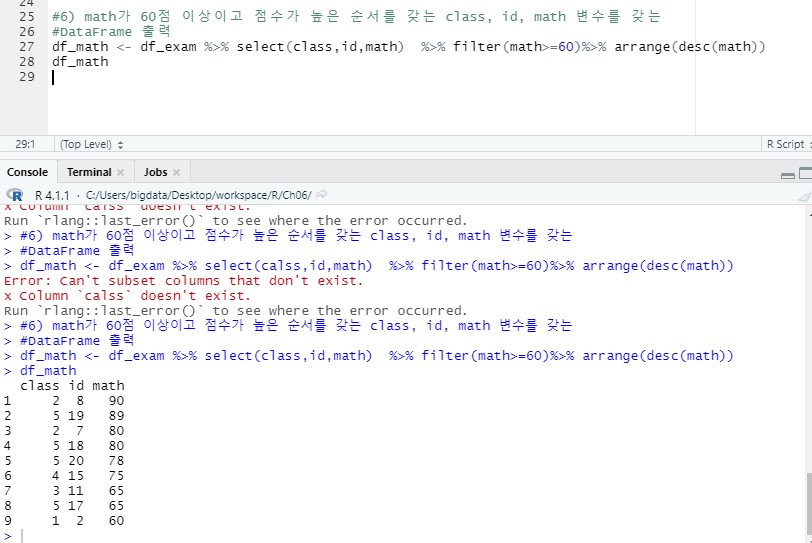 24
25 #6) math가 60점 이상이고 점수가 높은 순서를 갖는 class, id, math 변수를 갖는
26 #DataFrame 출력
27 df_math <- df_exam %>% select(class,id,math)  %>% filter(math>=60)%>% arrange(desc(math))
28 df_math
29
29:1 (Top Level) R Script
Console Terminal Jobs
R 4.1.1 · C:/Users/bigdata/Desktop/workspace/R/Ch06/
x Column `calss` doesn't exist.
Run `rlang::last_error()` to see where the error occurred.
> #6) math가 60점 이상이고 점수가 높은 순서를 갖는 class, id, math 변수를 갖는
> #DataFrame 출력
> df_math <- df_exam %>% select(calss,id,math)  %>% filter(math>=60)%>% arrange(desc(math))
Error: Can't subset columns that don't exist.
x Column `calss` doesn't exist.
Run `rlang::last_error()` to see where the error occurred.
> #6) math가 60점 이상이고 점수가 높은 순서를 갖는 class, id, math 변수를 갖는
> #DataFrame 출력
> df_math <- df_exam %>% select(class,id,math)  %>% filter(math>=60)%>% arrange(desc(math))
> df_math
  class id math
1     2  8   90
2     5 19   89
3     2  7   80
4     5 18   80
5     5 20   78
6     4 15   75
7     3 11   65
8     5 17   65
9     1  2   60
>